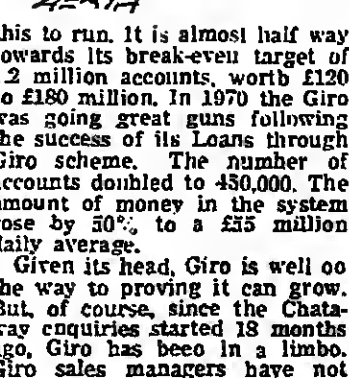 this to run. It is almost half way
towards its break-even target of
1.2 million accounts, worth £120
to £180 million. In 1970 the Giro
was going great guns following
the success of its Loans through
Giro scheme. The number of
accounts doubled to 450,000. The
amount of money in the system
rose by 50%, to a £55 million
daily average.
Given its head, Giro is well on
the way to proving it can grow.
But, of course, since the Chata-
way enquiries started 18 months
ago, Giro has been in a limbo.
Giro sales managers have not